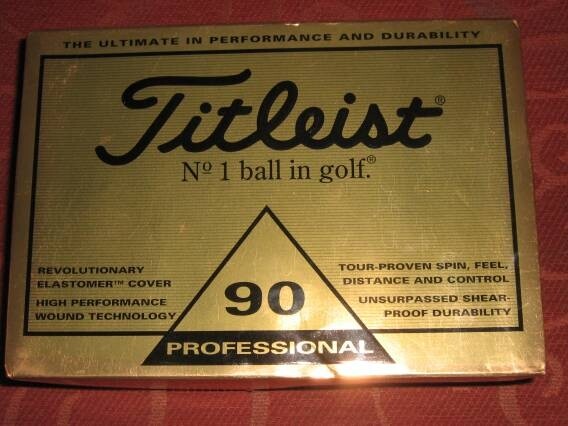 THE ULTIMATE IN PERFORMANCE AND DURABILITY
Titleist®
Nº 1 ball in golf.®
REVOLUTIONARY
ELASTOMER™ COVER
HIGH PERFORMANCE
WOUND TECHNOLOGY
90
PROFESSIONAL
TOUR-PROVEN SPIN, FEEL,
DISTANCE AND CONTROL
UNSURPASSED SHEAR-
PROOF DURABILITY